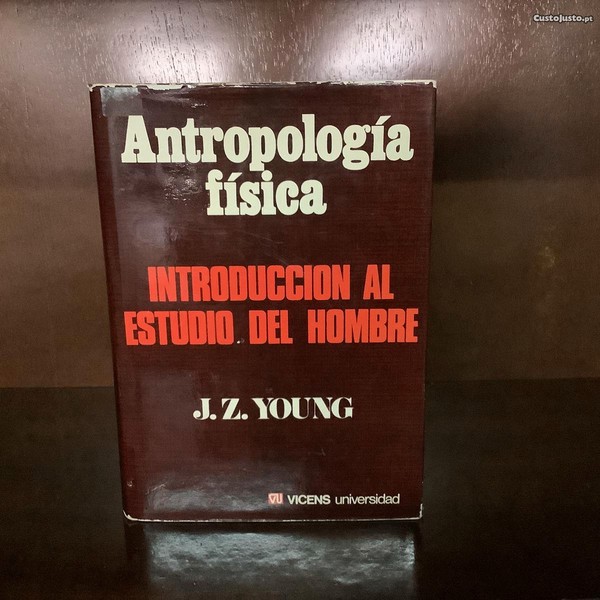 CustoJusto.pt
Antropología
física
INTRODUCCION AL
ESTUDIO DEL HOMBRE
J. Z. YOUNG
VU VICENS universidad